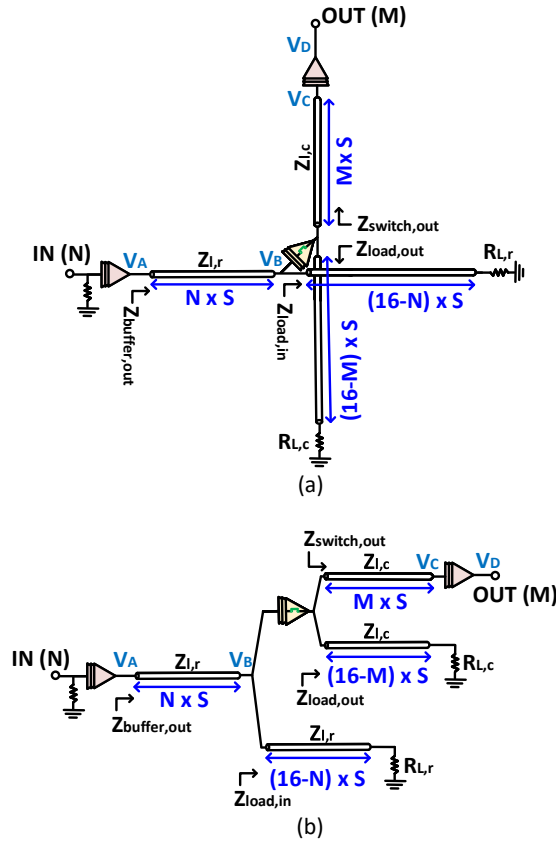 OUT (M)
VD
VC
Zl,c
Mx S
Zswitch,out
IN (N)
VA
Zl,r
VB
Zload,out
RL,r
N x S
(16-N) x S
Zbuffer,out
Zload,in
(16-M) x S
RL,c
(a)
Zswitch,out
Zl,c
VC
VD
M x S
OUT (M)
IN (N)
VA
Zl,r
VB
Zl,c
N x S
(16-M) x S
RL,c
Zbuffer,out
Zload,out
Zl,r
(16-N) x S
RL,r
Zload,in
(b)